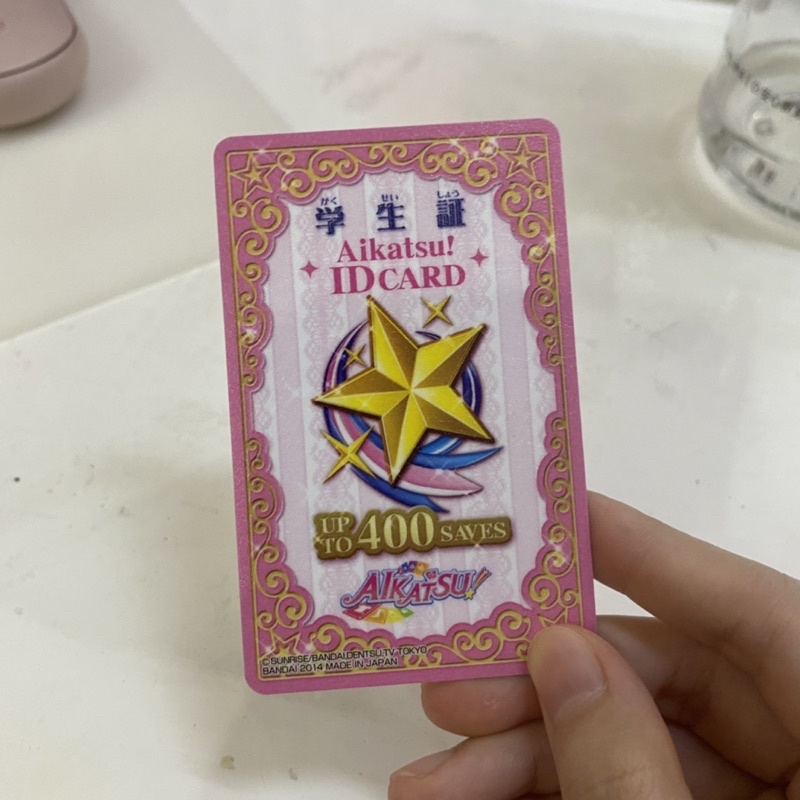 がく せい しょう
学生証
Aikatsu!
ID CARD
UP TO 400 SAVES
AIKATSU!
© SUNRISE/BANDAI,DENTSU,TV TOKYO
BANDAI 2014 MADE IN JAPAN